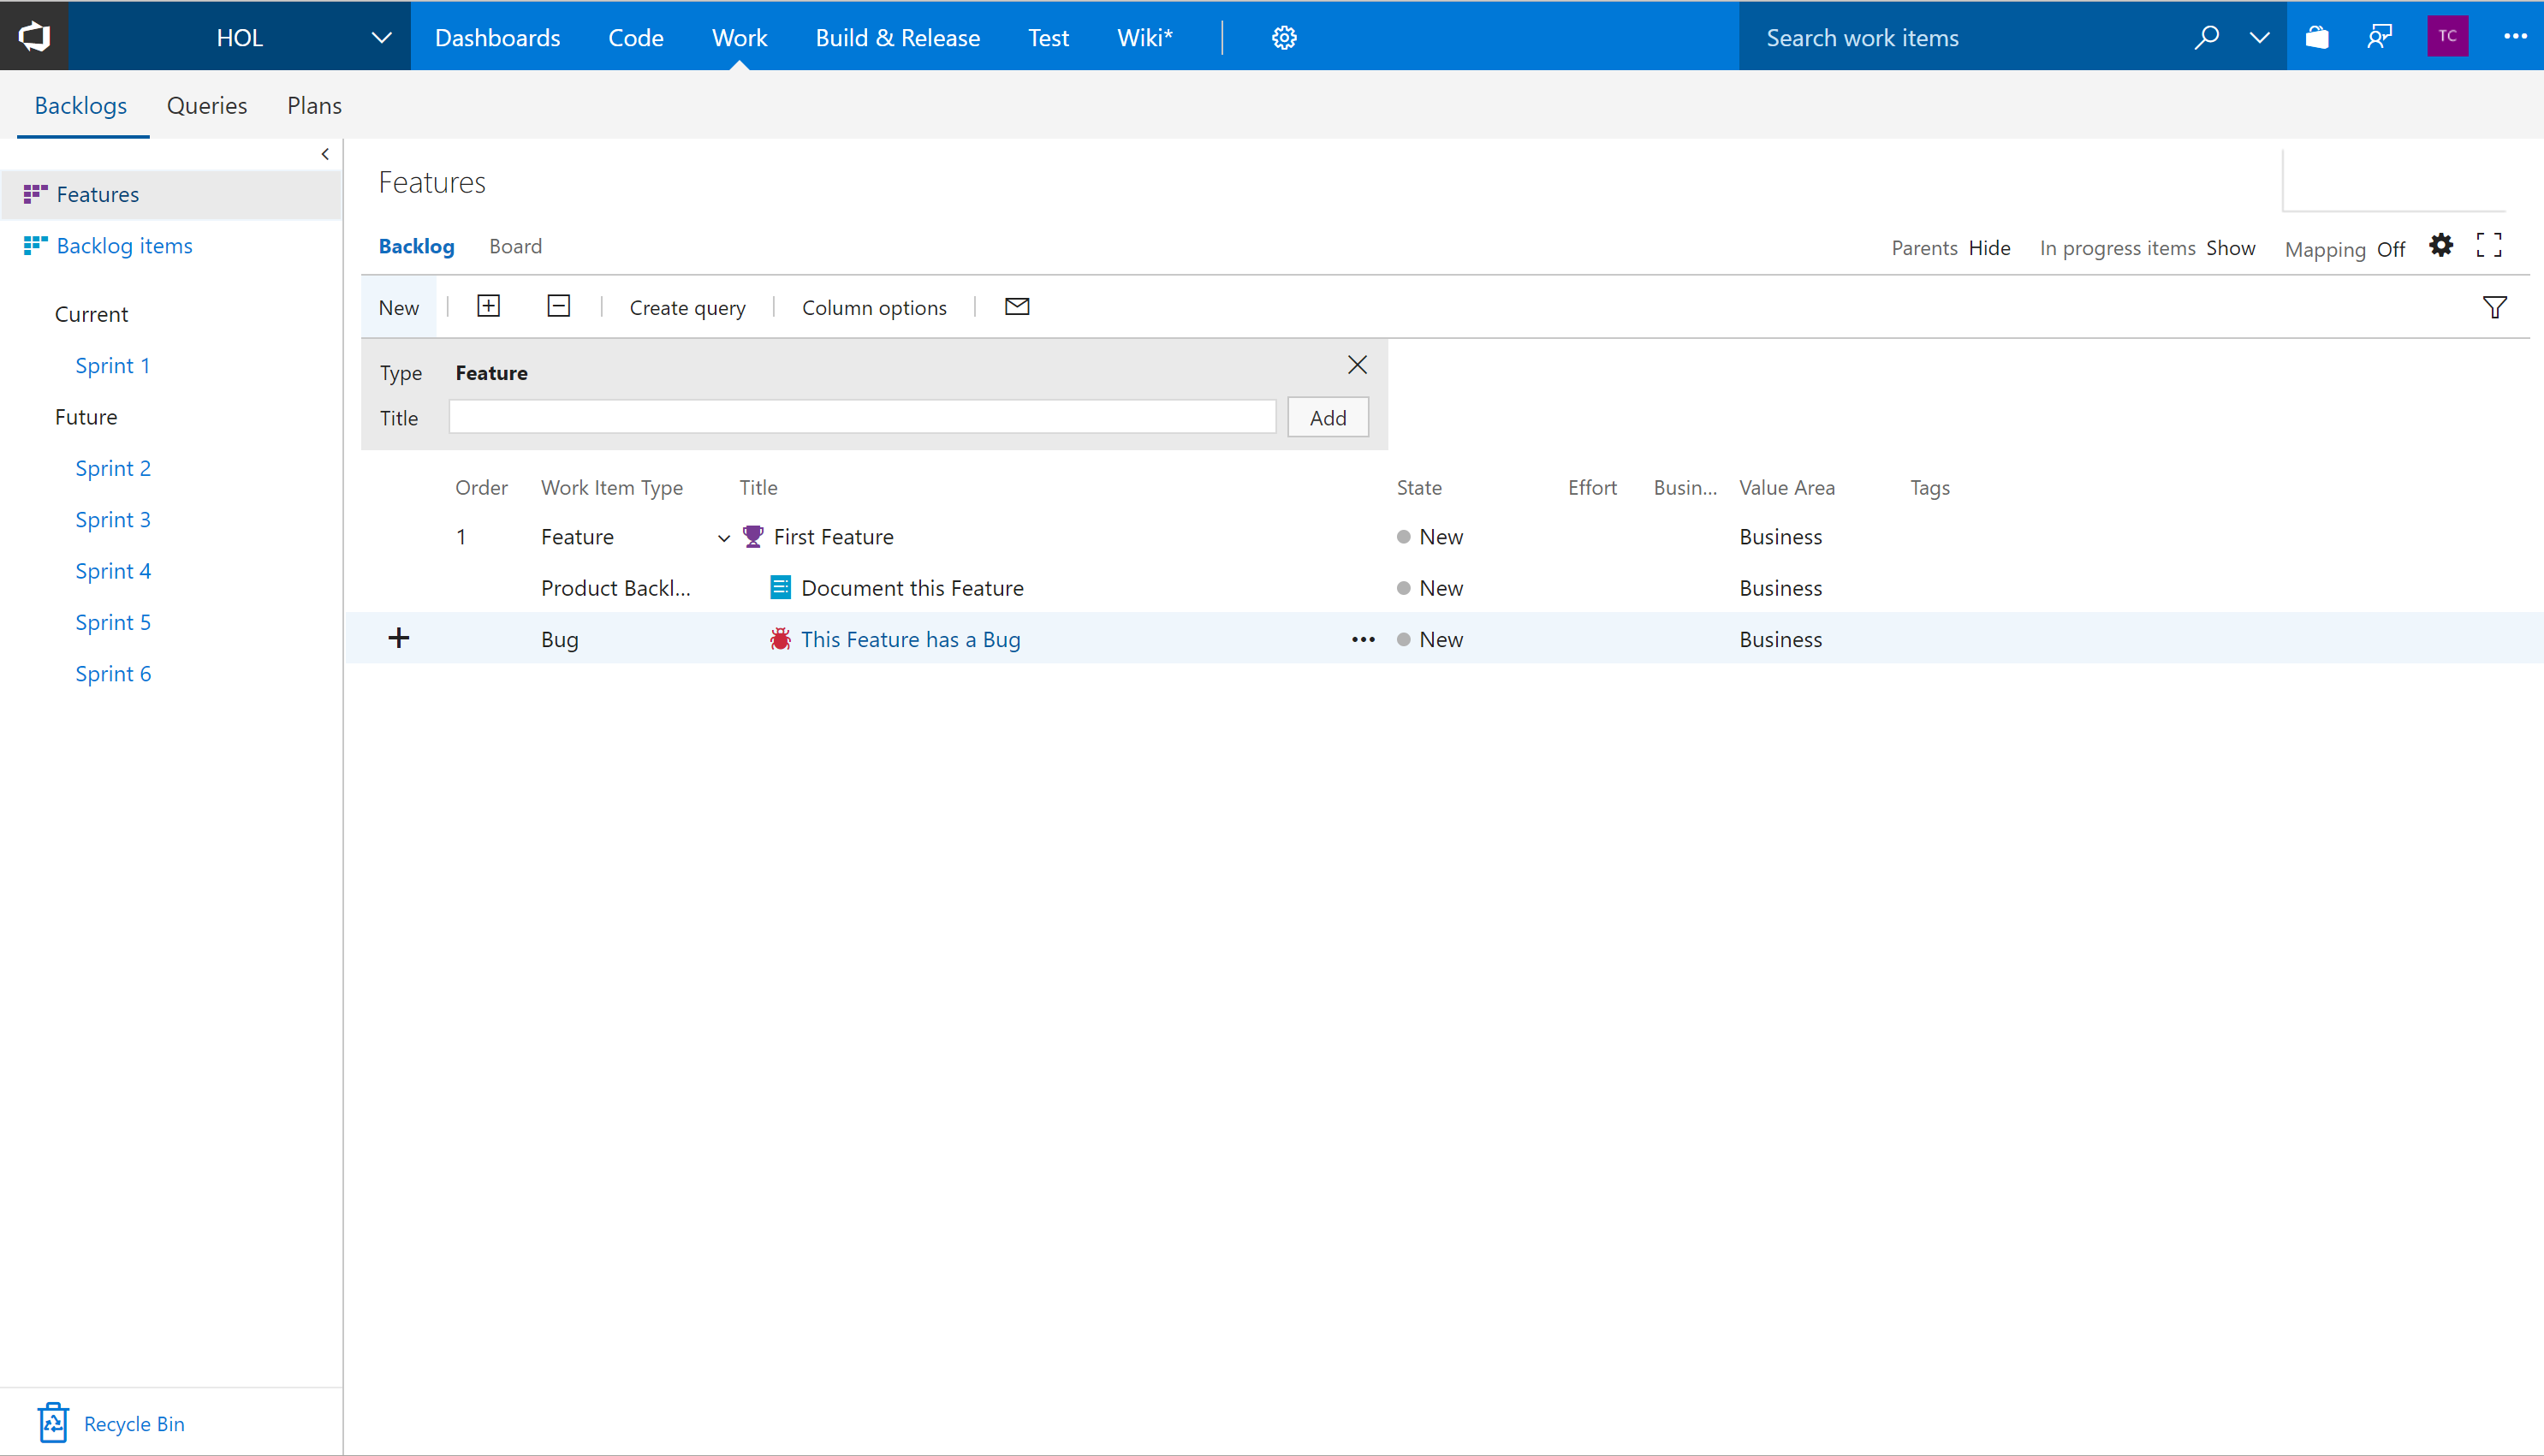 HOL Dashboards Code Work Build & Release Test Wiki* Search work items TC
Backlogs Queries Plans
Features
Backlog items
Current
Sprint 1
Future
Sprint 2
Sprint 3
Sprint 4
Sprint 5
Sprint 6
Recycle Bin
Features
Backlog Board Parents Hide In progress items Show Mapping Off
New Create query Column options
Type Feature
Title Add
Order Work Item Type Title State Effort Busin... Value Area Tags
1 Feature First Feature New Business
Product Backl... Document this Feature New Business
Bug This Feature has a Bug New Business